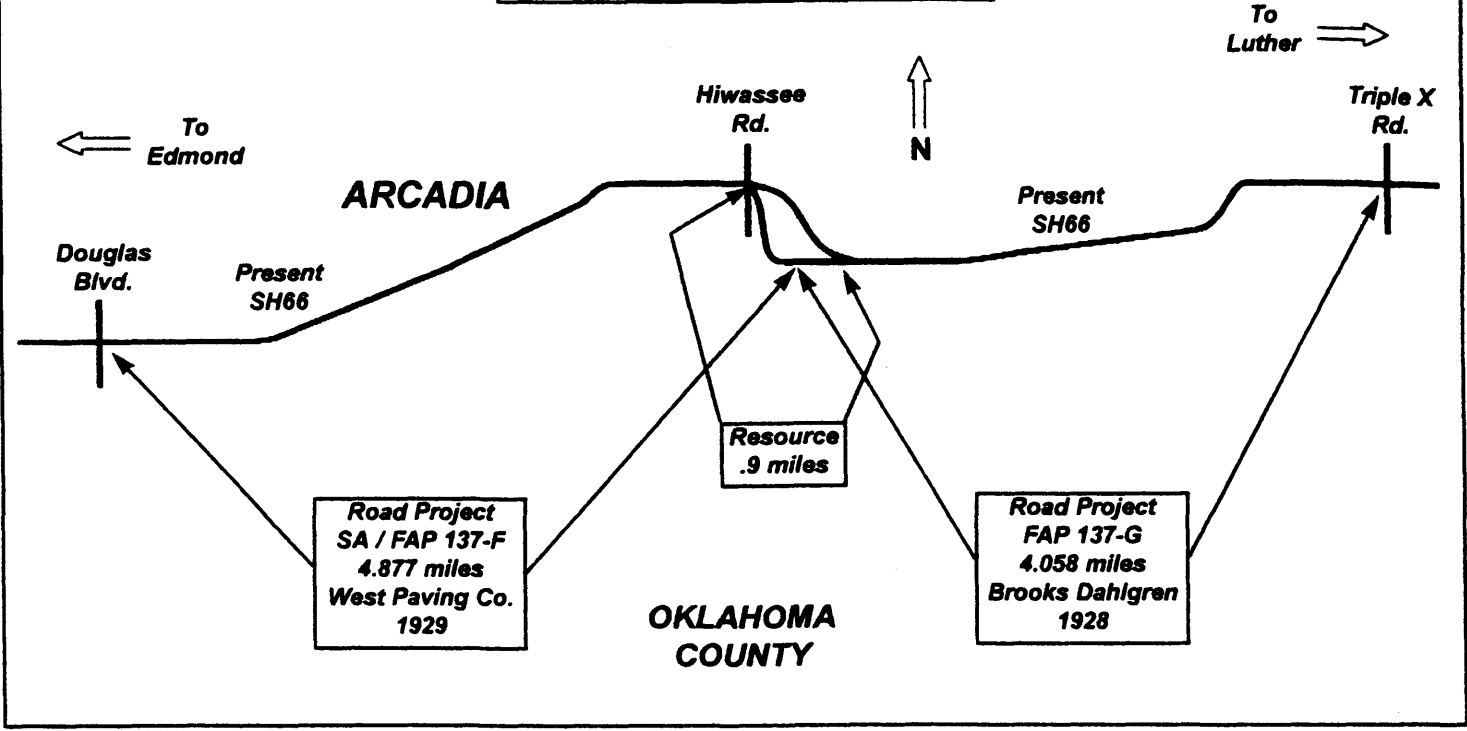 To
Luther
Hiwassee
Rd.
Triple X
Rd.
To
Edmond
N
ARCADIA
Present
SH66
Douglas
Blvd.
Present
SH66
Resource
.9 miles
Road Project
SA / FAP 137-F
4.877 miles
West Paving Co.
1929
Road Project
FAP 137-G
4.058 miles
Brooks Dahlgren
1928
OKLAHOMA
COUNTY